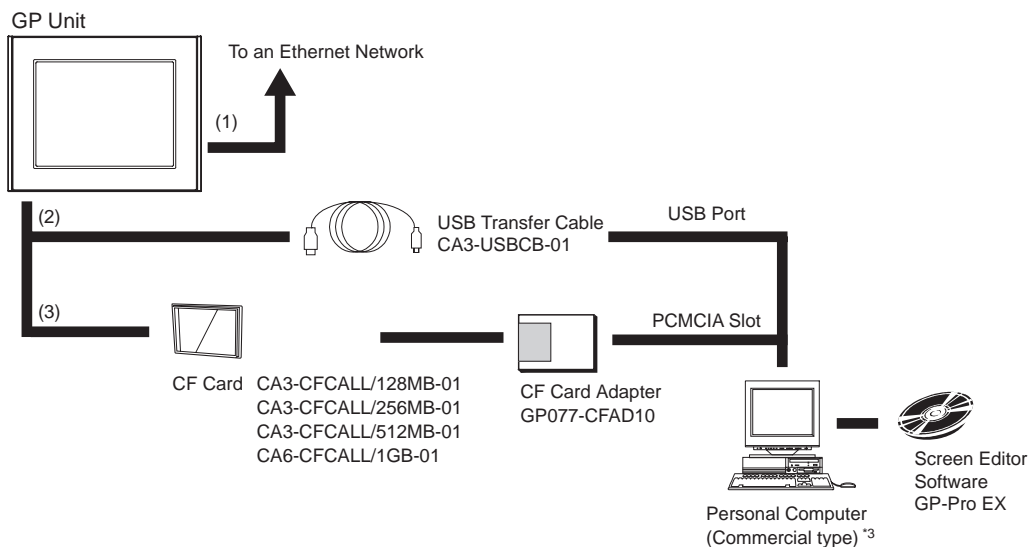 GP Unit
To an Ethernet Network
(1)
(2)
USB Transfer Cable
CA3-USBCB-01
USB Port
(3)
PCMCIA Slot
CF Card
CA3-CFCALL/128MB-01
CA3-CFCALL/256MB-01
CA3-CFCALL/512MB-01
CA6-CFCALL/1GB-01
CF Card Adapter
GP077-CFAD10
Screen Editor
Software
GP-Pro EX
Personal Computer
(Commercial type) *3